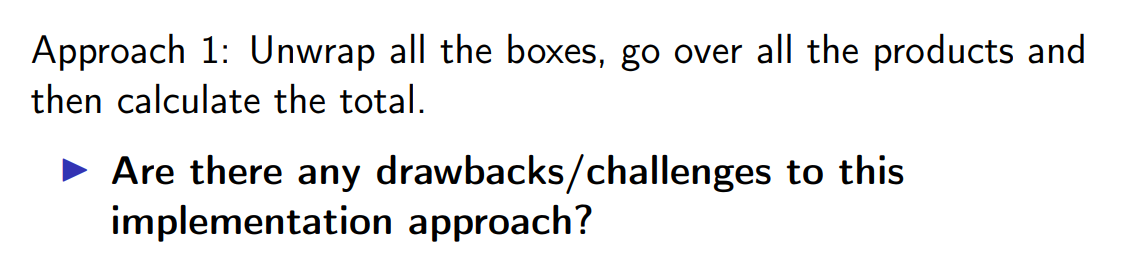 Approach 1: Unwrap all the boxes, go over all the products and
then calculate the total.
▶ Are there any drawbacks/challenges to this
implementation approach?